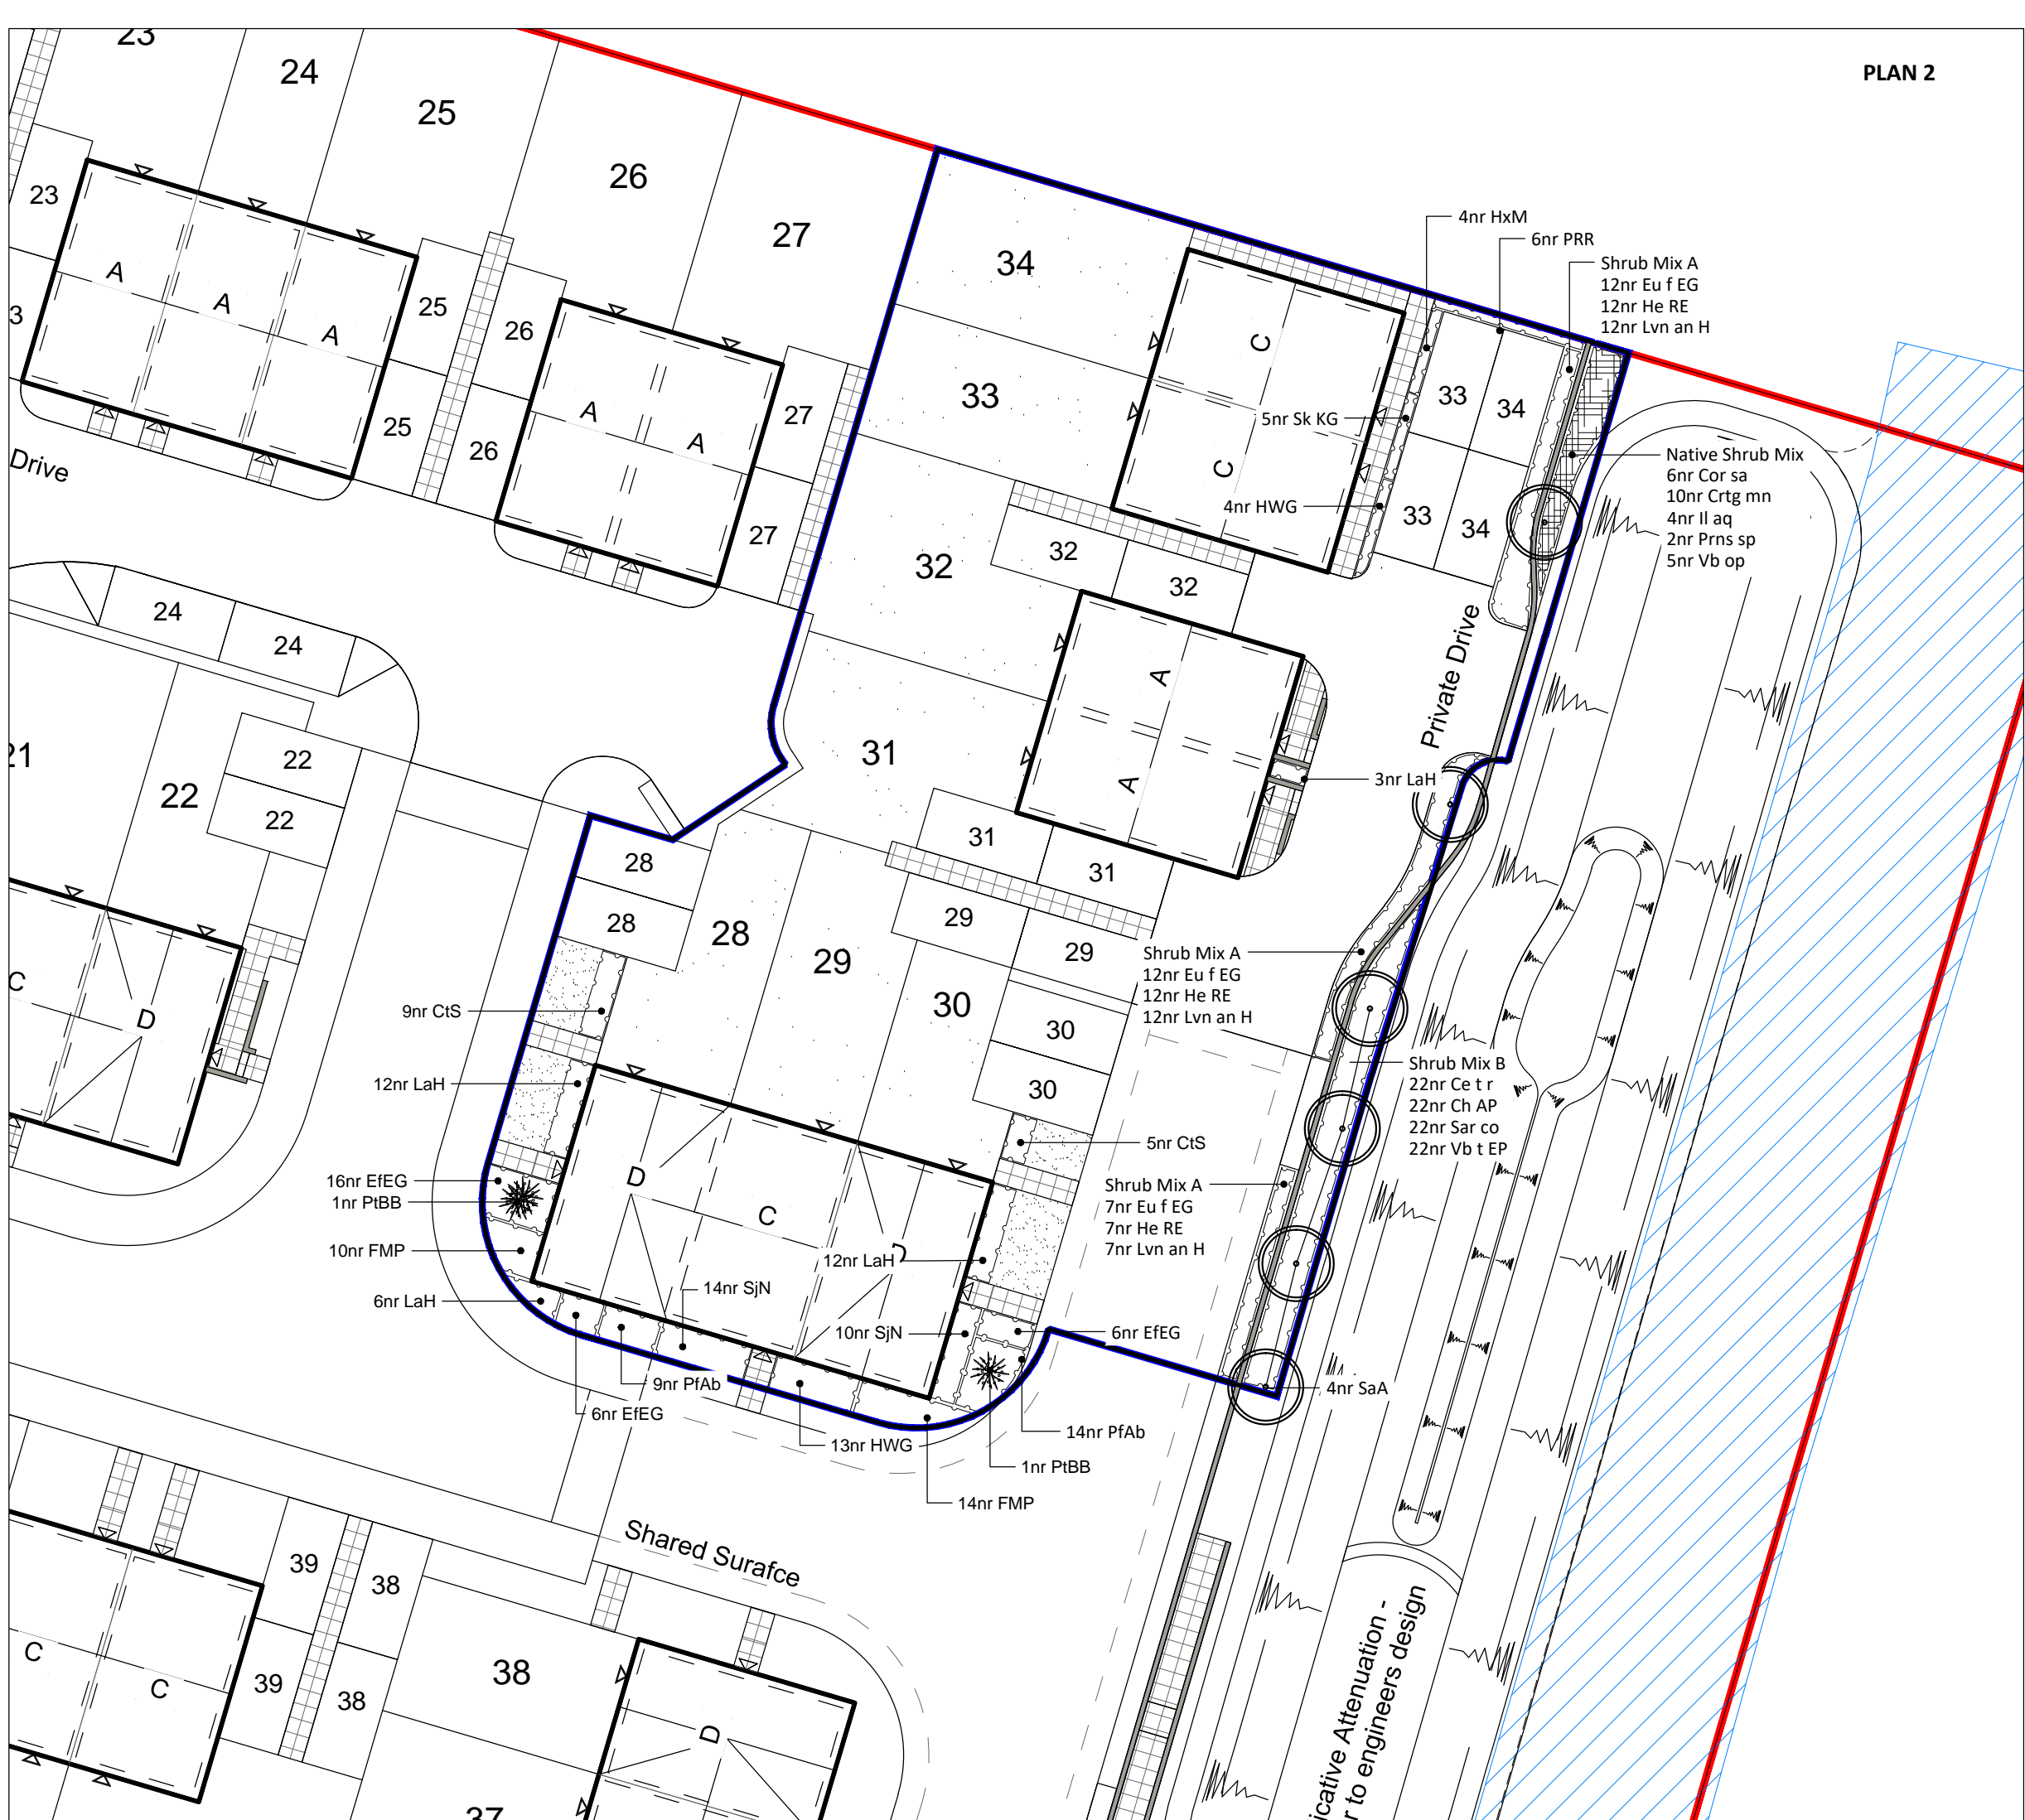 PLAN 2
23
24
25
26
27
34
4nr HxM
6nr PRR
Shrub Mix A
12nr Eu f EG
12nr He RE
12nr Lvn an H
23
3
A
A
A
25
25
26
26
A
A
27
27
33
C
C
5nr Sk KG
4nr HWG
33
34
33
34
Native Shrub Mix
6nr Cor sa
10nr Crtg mn
4nr Il aq
2nr Prns sp
5nr Vb op
Drive
32
32
32
24
24
Private Drive
A
A
21
22
22
22
31
3nr LaH
31
31
28
28
28
29
29
29
30
30
30
Shrub Mix A
12nr Eu f EG
12nr He RE
12nr Lvn an H
C
D
9nr CtS
12nr LaH
Shrub Mix B
22nr Ce t r
22nr Ch AP
22nr Sar co
22nr Vb t EP
5nr CtS
16nr EfEG
1nr PtBB
D
C
D
Shrub Mix A
7nr Eu f EG
7nr He RE
7nr Lvn an H
10nr FMP
12nr LaH
6nr LaH
14nr SjN
10nr SjN
6nr EfEG
9nr PfAb
4nr SaA
6nr EfEG
13nr HWG
14nr PfAb
1nr PtBB
14nr FMP
Shared Surafce
39
38
39
38
38
C
C
D
37
icative Attenuation -
r to engineers design